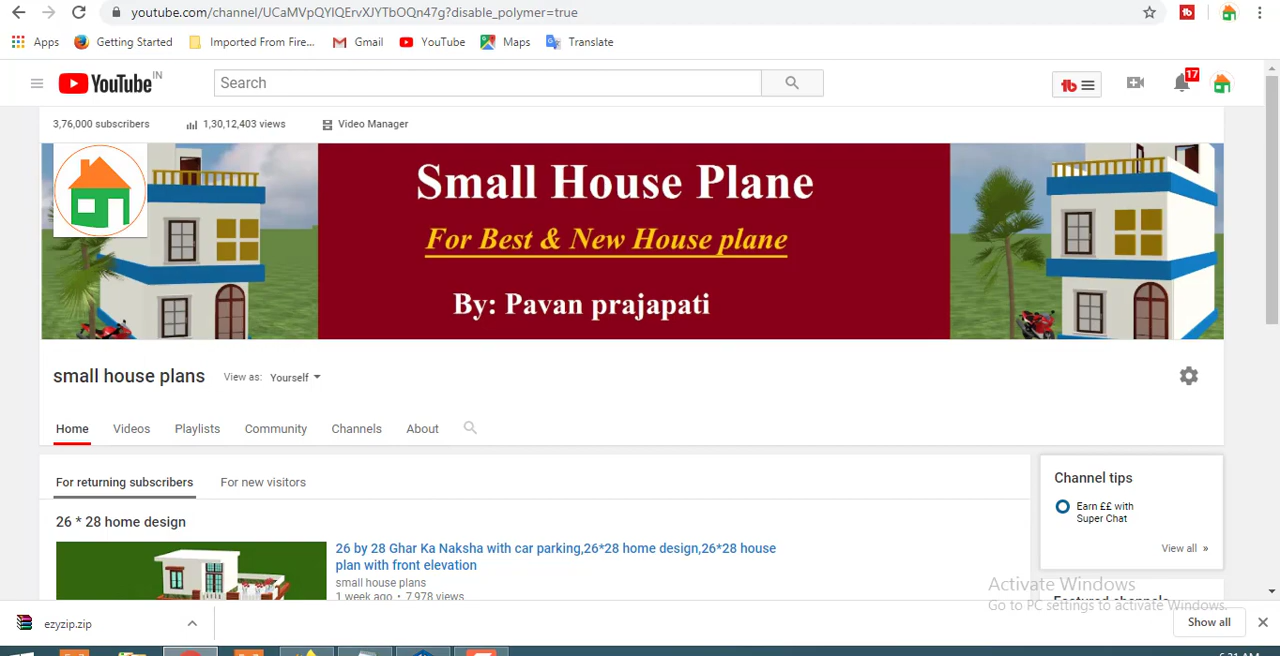 youtube.com/channel/UCaMVpQYIQErvXJYTbOQn47g?disable_polymer=true
Apps Getting Started Imported From Fire... Gmail YouTube Maps Translate
YouTube IN Search 17
3,76,000 subscribers 1,30,12,403 views Video Manager
Small House Plane
For Best & New House plane
By: Pavan prajapati
small house plans View as: Yourself
Home Videos Playlists Community Channels About
For returning subscribers For new visitors
26 * 28 home design
26 by 28 Ghar Ka Naksha with car parking,26*28 home design,26*28 house
plan with front elevation
small house plans
1 week ago • 7,978 views
Channel tips
Earn ££ with
Super Chat
View all »
Featured channels
Activate Windows
Go to PC settings to activate Windows.
ezyzip.zip Show all